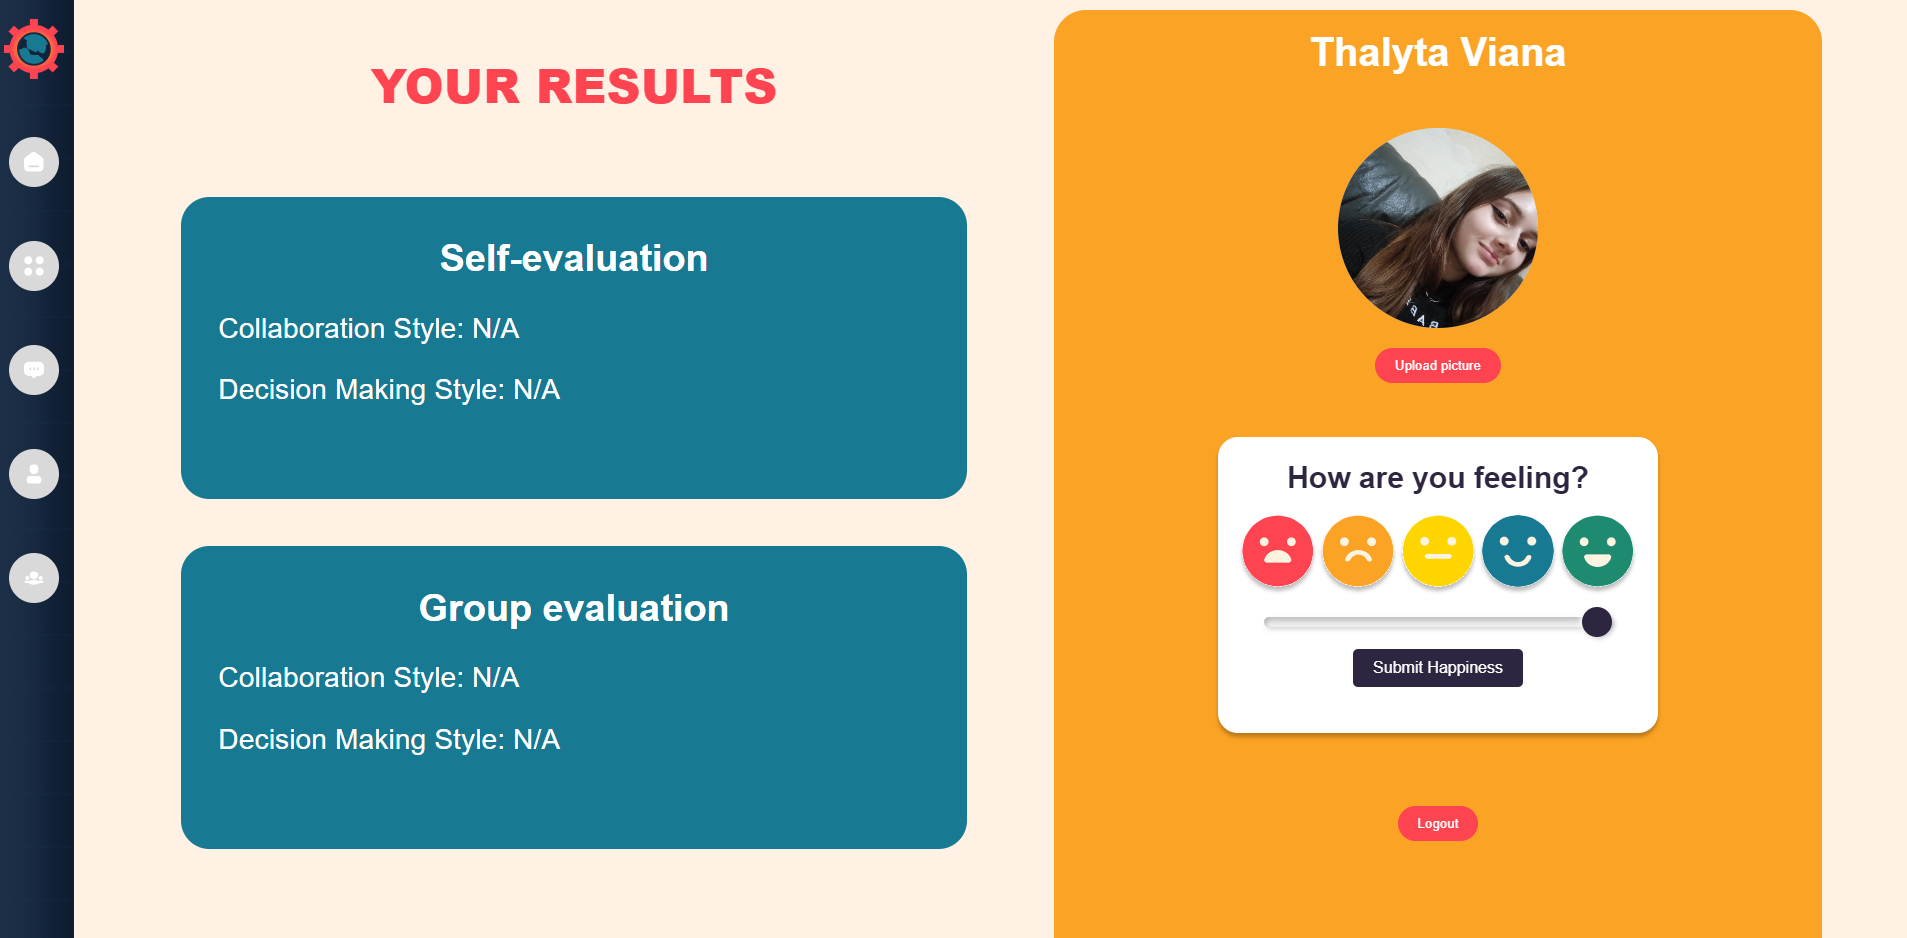 YOUR RESULTS
Self-evaluation
Collaboration Style: N/A
Decision Making Style: N/A
Group evaluation
Collaboration Style: N/A
Decision Making Style: N/A
Thalyta Viana
Upload picture
How are you feeling?
Submit Happiness
Logout